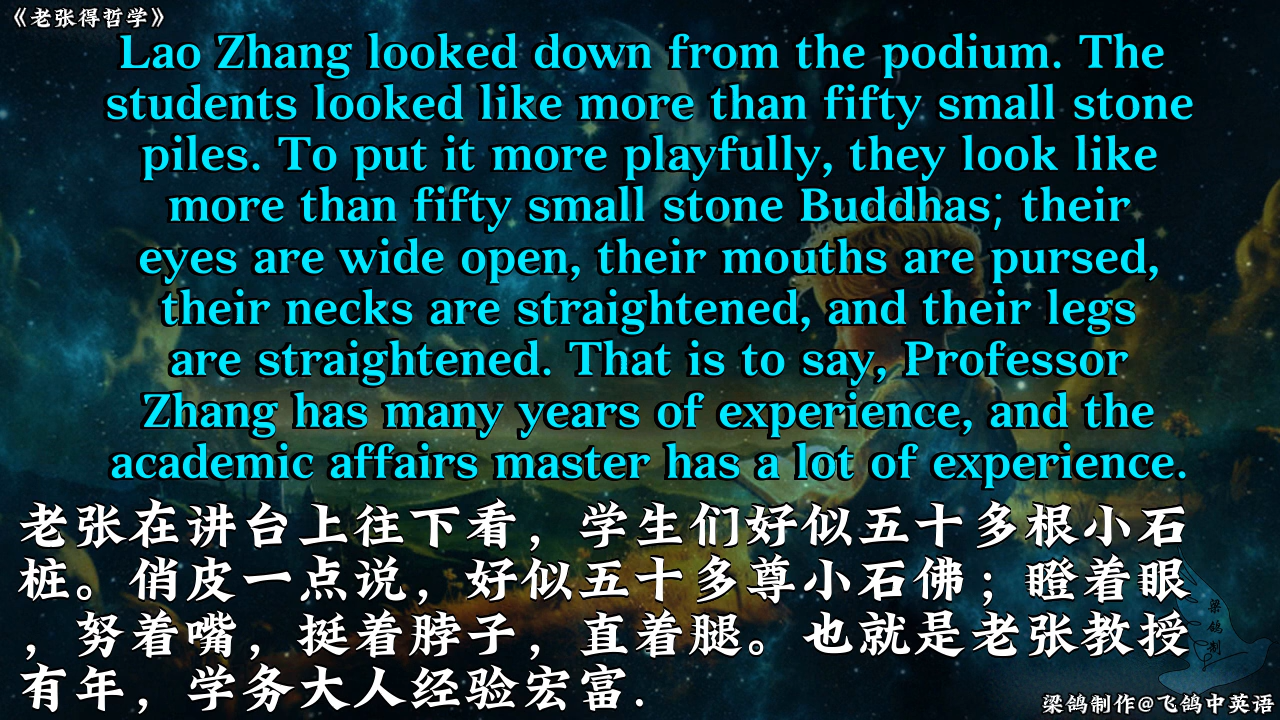 《老张得哲学》
Lao Zhang looked down from the podium. The
students looked like more than fifty small stone
piles. To put it more playfully, they look like
more than fifty small stone Buddhas; their
eyes are wide open, their mouths are pursed,
their necks are straightened, and their legs
are straightened. That is to say, Professor
Zhang has many years of experience, and the
academic affairs master has a lot of experience.
老张在讲台上往下看，学生们好似五十多根小石
桩。俏皮一点说，好似五十多尊小石佛；瞪着眼
，努着嘴，挺着脖子，直着腿。也就是老张教授
有年，学务大人经验宏富.
梁鸽制
梁鸽制作@飞鸽中英语